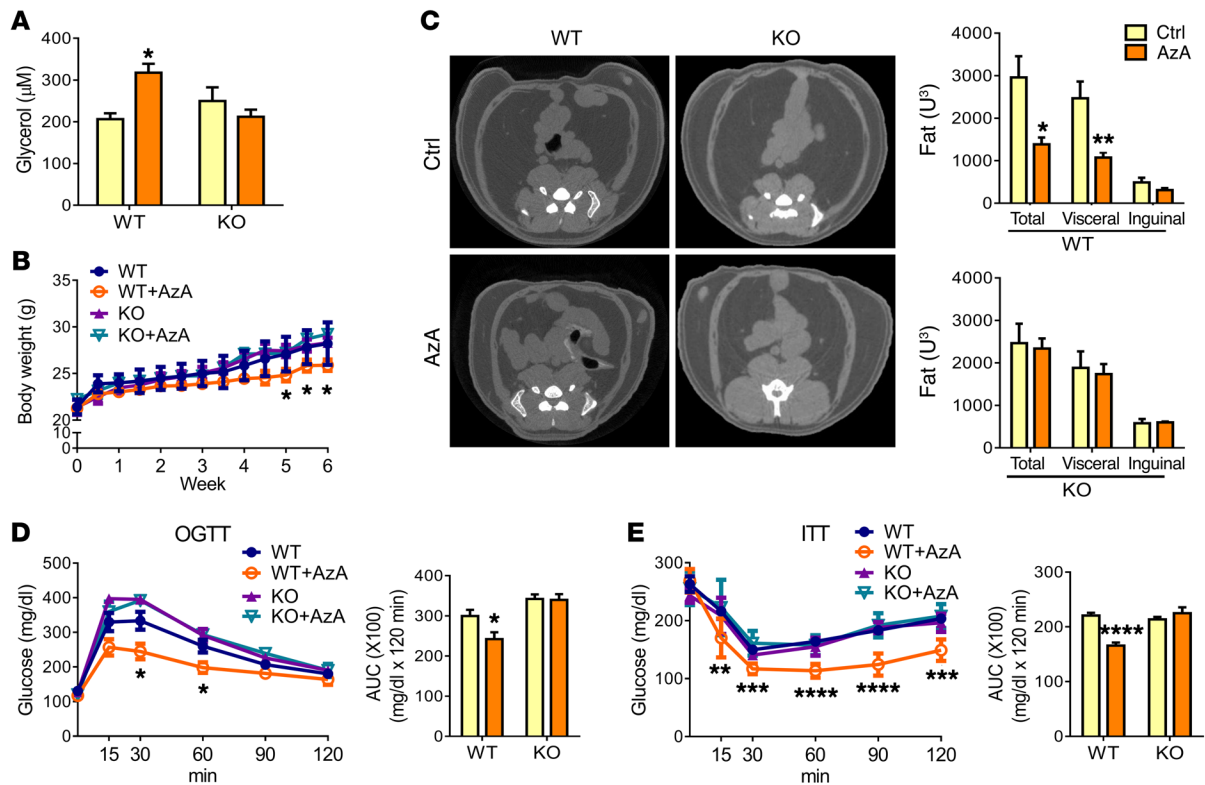 A
Glycerol (μM)
400
300
200
100
0
*
WT
KO
B
WT
WT+AzA
KO
KO+AzA
Body weight (g)
35
30
25
20
10
0
* * *
0 1 2 3 4 5 6
Week
C
WT
KO
Ctrl
AzA
Ctrl
AzA
Fat (U³)
4000
3000
2000
1000
0
*
**
Total Visceral Inguinal
WT
Fat (U³)
4000
3000
2000
1000
0
Total Visceral Inguinal
KO
D
OGTT
WT
WT+AzA
KO
KO+AzA
Glucose (mg/dl)
500
400
300
200
100
0
*
*
15 30 60 90 120
min
AUC (X100)
(mg/dl x 120 min)
400
300
200
100
0
*
WT
KO
E
ITT
WT
WT+AzA
KO
KO+AzA
Glucose (mg/dl)
300
200
100
0
**
***
****
****
***
15 30 60 90 120
min
AUC (X100)
(mg/dl x 120 min)
300
200
100
0
****
WT
KO